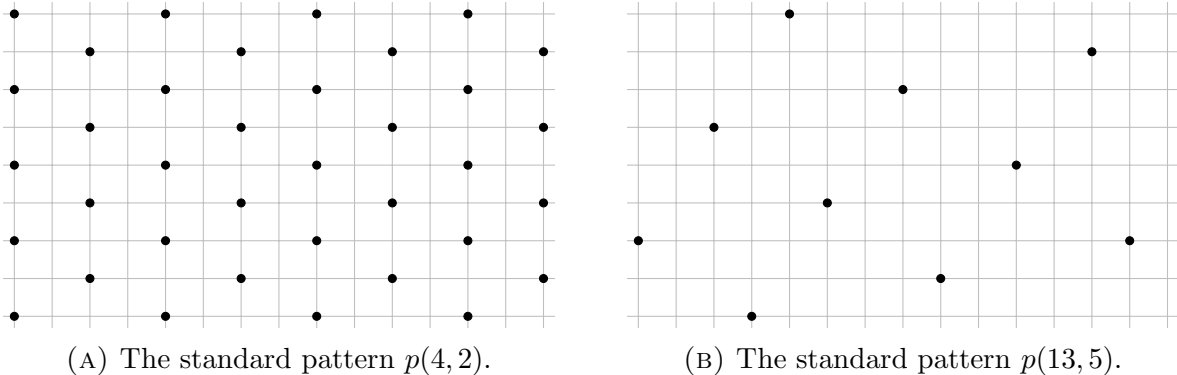 (A) The standard pattern p(4, 2).
(B) The standard pattern p(13, 5).